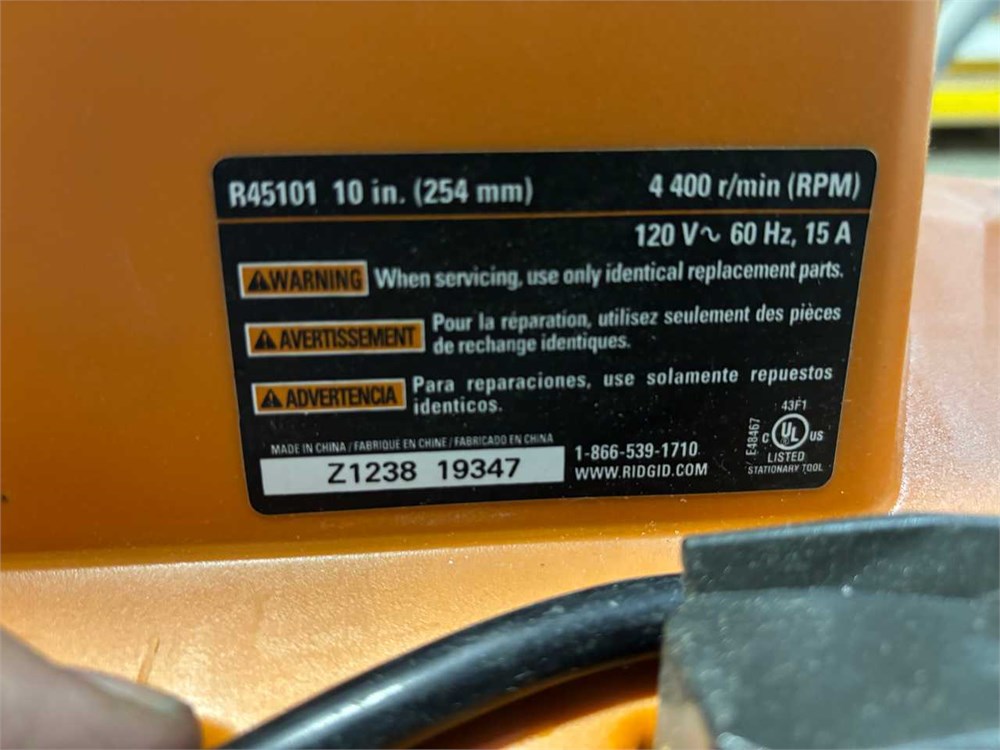 R45101 10 in. (254 mm) 4 400 r/min (RPM)
120 V~ 60 Hz, 15 A
WARNING When servicing, use only identical replacement parts.
AVERTISSEMENT Pour la réparation, utilisez seulement des pièces
de rechange identiques.
ADVERTENCIA Para reparaciones, use solamente repuestos
identicos.
MADE IN CHINA / FABRIQUÉ EN CHINE / FABRICADO EN CHINA
Z1238 19347
1-866-539-1710
WWW.RIDGID.COM
E48467
43F1
C UL US
LISTED
STATIONARY TOOL